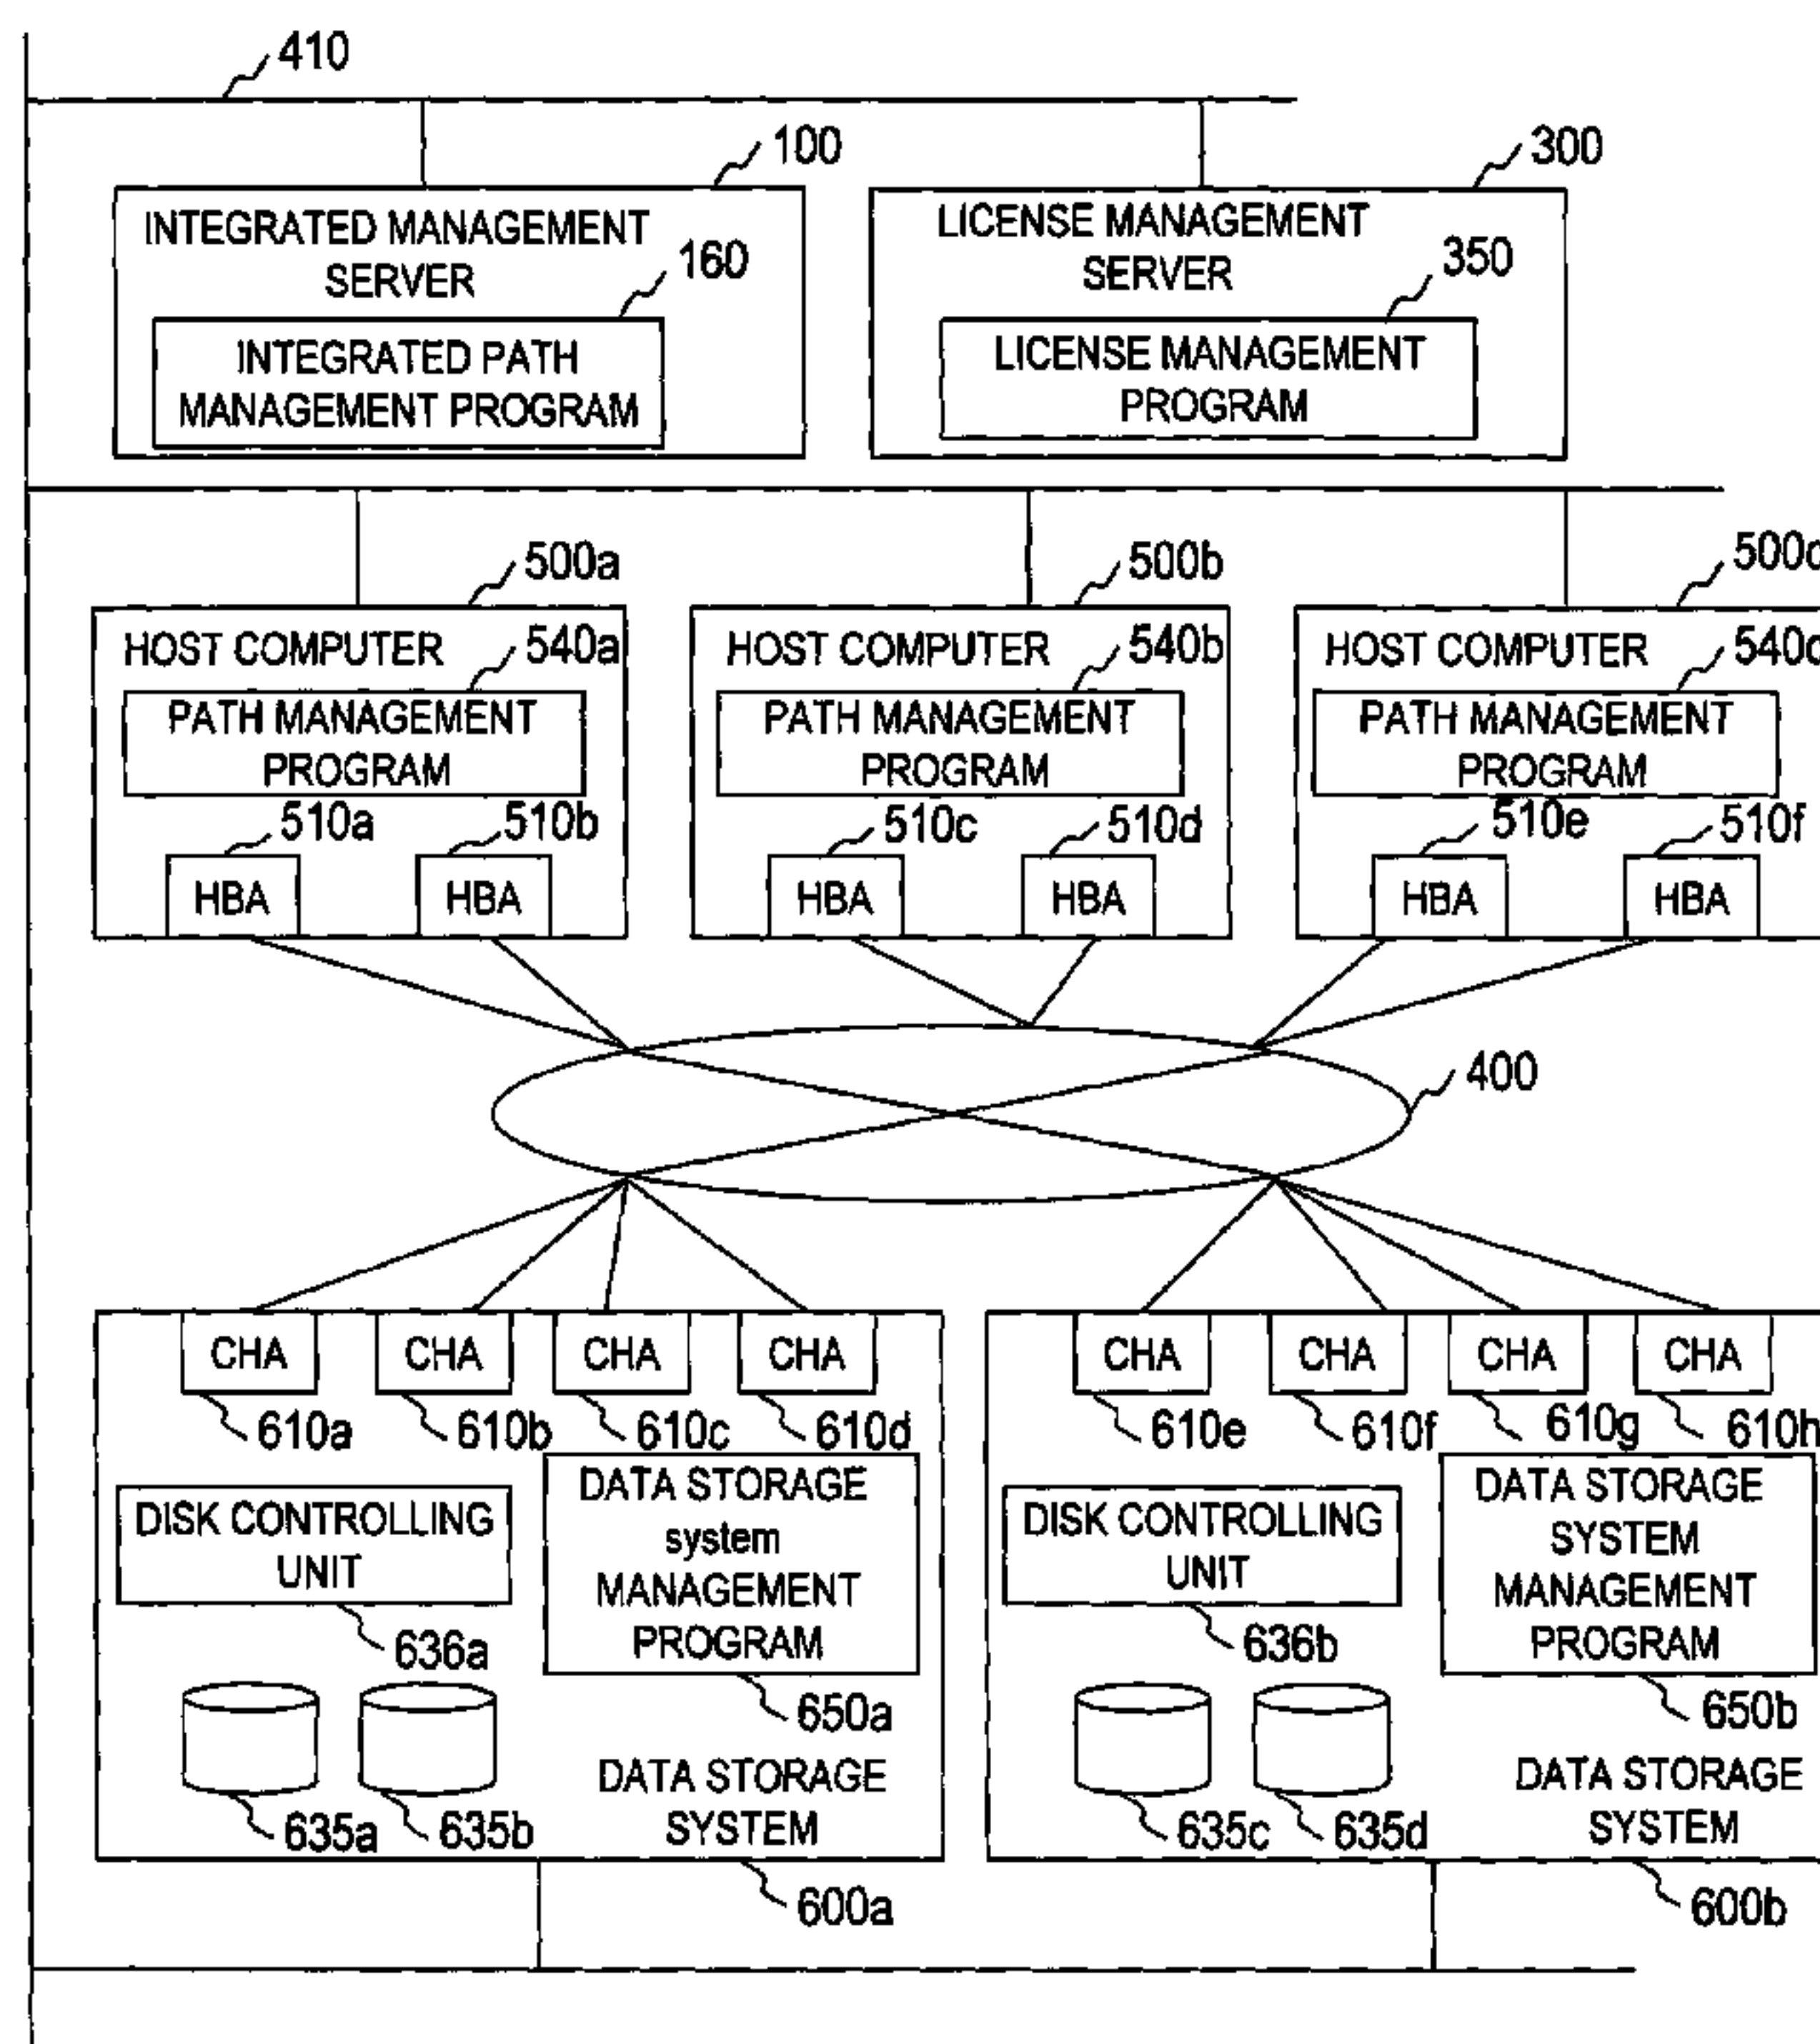 410
100
300
INTEGRATED MANAGEMENT
SERVER
160
INTEGRATED PATH
MANAGEMENT PROGRAM
LICENSE MANAGEMENT
SERVER
350
LICENSE MANAGEMENT
PROGRAM
500a
500b
HOST COMPUTER
540a
PATH MANAGEMENT
PROGRAM
510a
510b
HBA
HBA
HOST COMPUTER
540b
PATH MANAGEMENT
PROGRAM
510c
510d
HBA
HBA
HOST COMPUTER
PATH MANAGEMENT
PROGRAM
510e
510f
HBA
HBA
400
CHA
CHA
CHA
CHA
610a
610b
610c
610d
DISK CONTROLLING
UNIT
636a
DATA STORAGE
system
MANAGEMENT
PROGRAM
650a
635a
635b
DATA STORAGE
SYSTEM
600a
CHA
CHA
CHA
CHA
610e
610f
610g
610h
DISK CONTROLLING
UNIT
636b
DATA STORAGE
SYSTEM
MANAGEMENT
PROGRAM
650b
635c
635d
DATA STORAGE
SYSTEM
600b